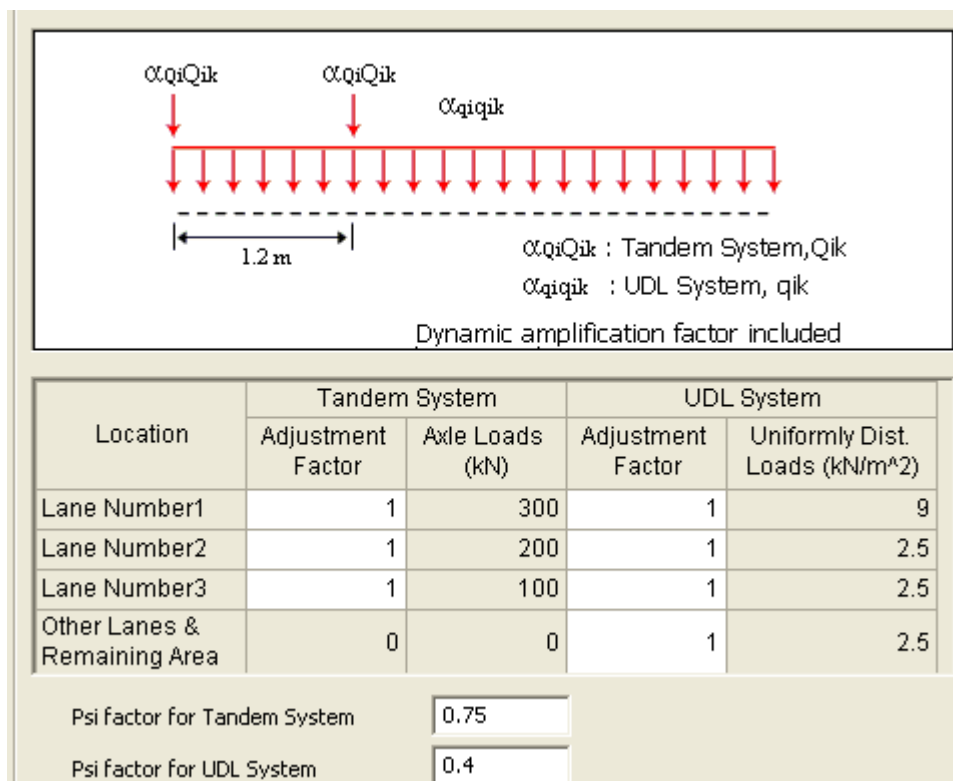 αQiQik αQiQik
αqiqik
1.2 m
αQiQik : Tandem System,Qik
αqiqik : UDL System, qik
Dynamic amplification factor included
Location Tandem System UDL System
Adjustment Factor Axle Loads (kN) Adjustment Factor Uniformly Dist. Loads (kN/m^2)
Lane Number1 1 300 1 9
Lane Number2 1 200 1 2.5
Lane Number3 1 100 1 2.5
Other Lanes & Remaining Area 0 0 1 2.5
Psi factor for Tandem System 0.75
Psi factor for UDL System 0.4